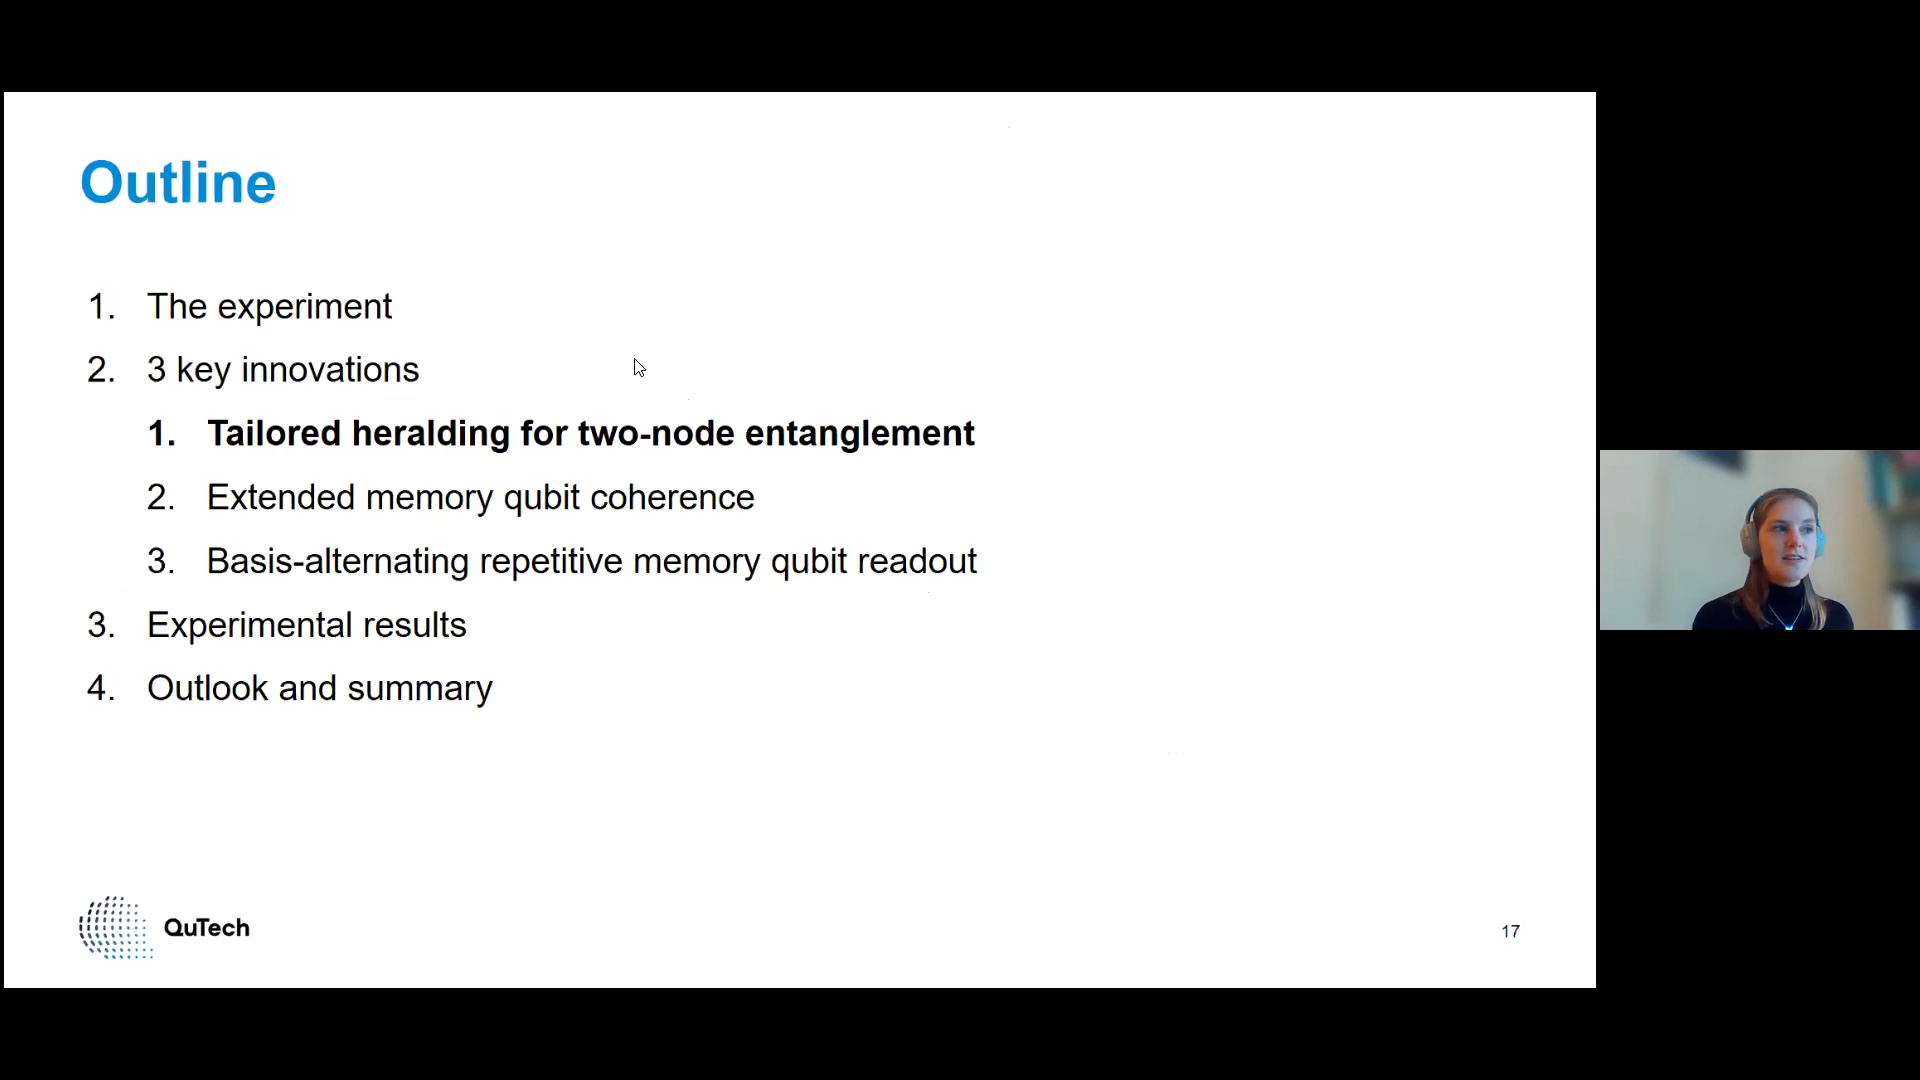 Outline
1. The experiment
2. 3 key innovations
1. Tailored heralding for two-node entanglement
2. Extended memory qubit coherence
3. Basis-alternating repetitive memory qubit readout
3. Experimental results
4. Outlook and summary
QuTech
17